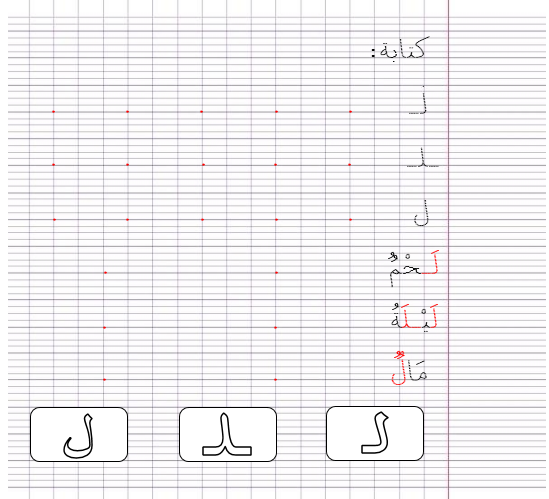 كتابة:
لـ
ـلـ
ل
لَحْمٌ
لَيْلَةٌ
مَالٌ
لـ ـلـ ل